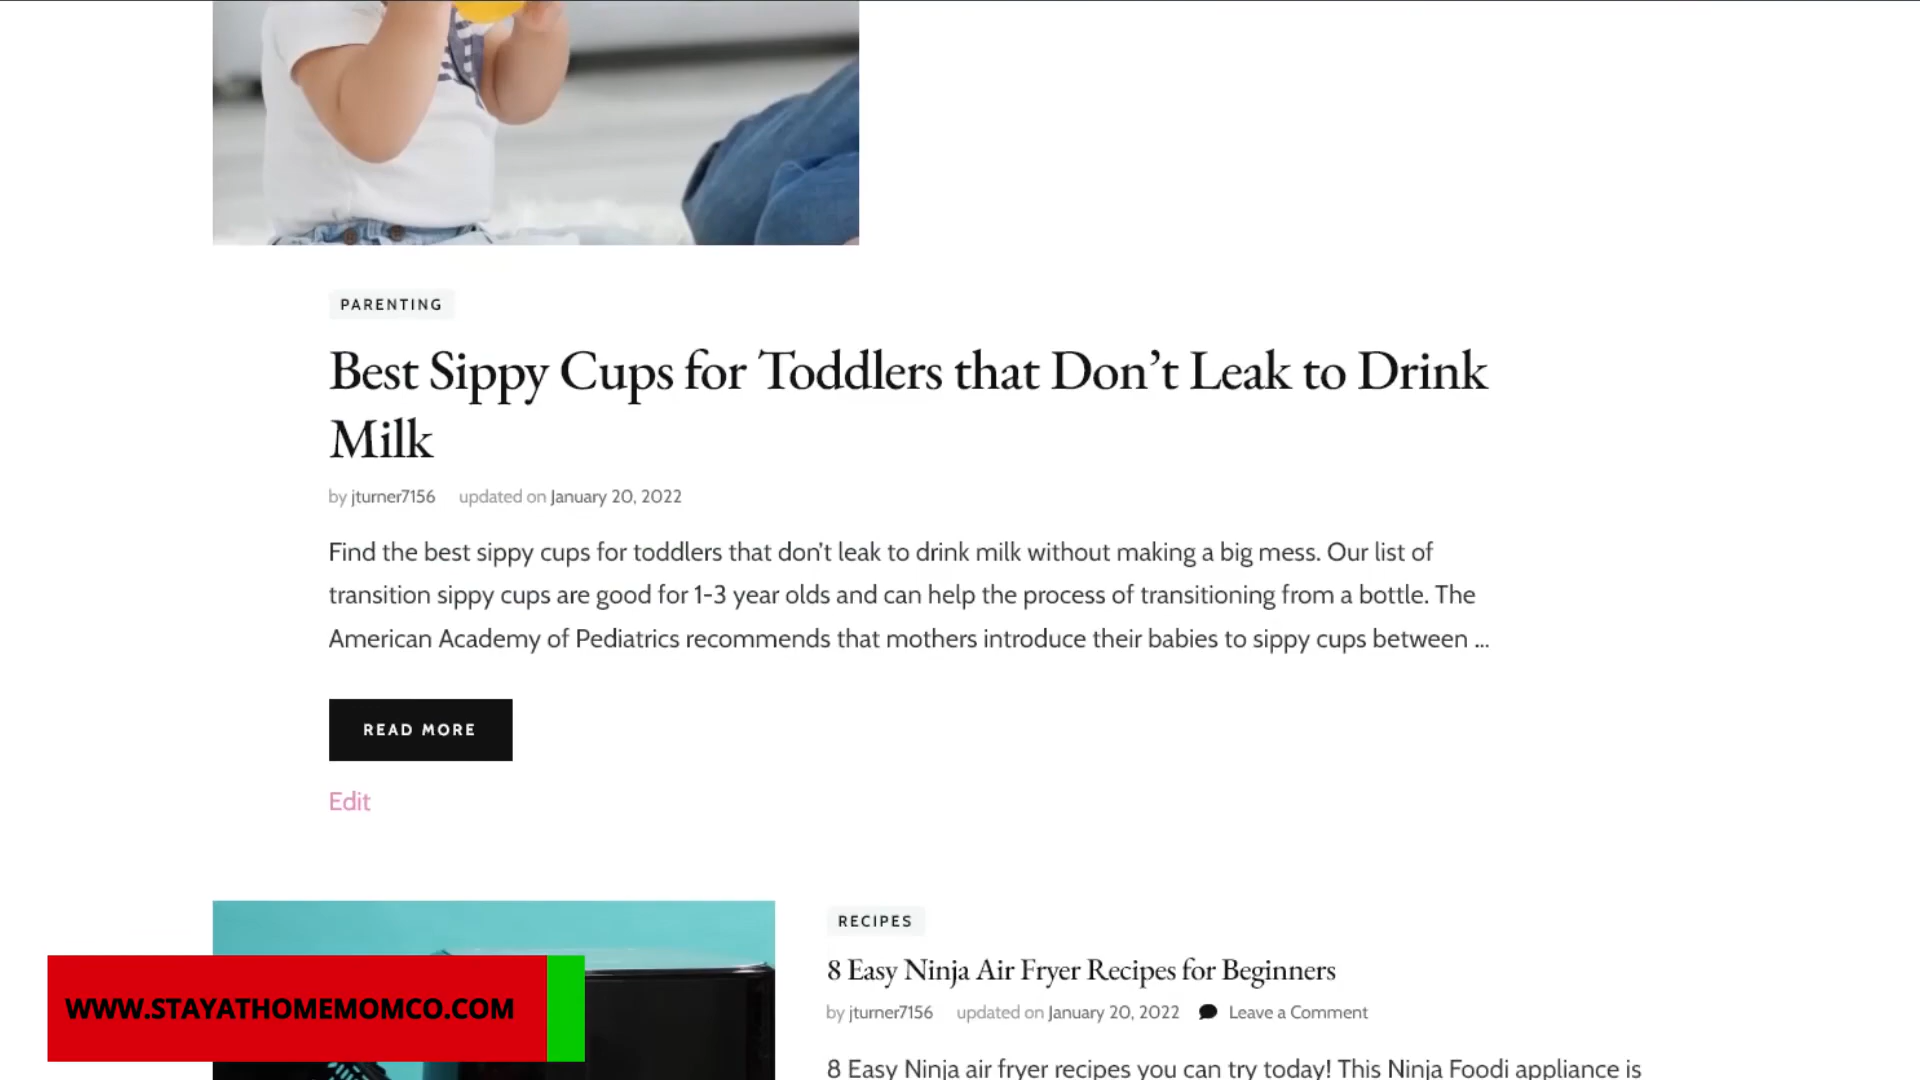 PARENTING
Best Sippy Cups for Toddlers that Don’t Leak to Drink
Milk
by jturner7156 updated on January 20, 2022
Find the best sippy cups for toddlers that don’t leak to drink milk without making a big mess. Our list of
transition sippy cups are good for 1-3 year olds and can help the process of transitioning from a bottle. The
American Academy of Pediatrics recommends that mothers introduce their babies to sippy cups between ...
READ MORE
Edit
RECIPES
8 Easy Ninja Air Fryer Recipes for Beginners
by jturner7156 updated on January 20, 2022 Leave a Comment
8 Easy Ninja air fryer recipes you can try today! This Ninja Foodi appliance is
WWW.STAYATHOMEMOMCO.COM